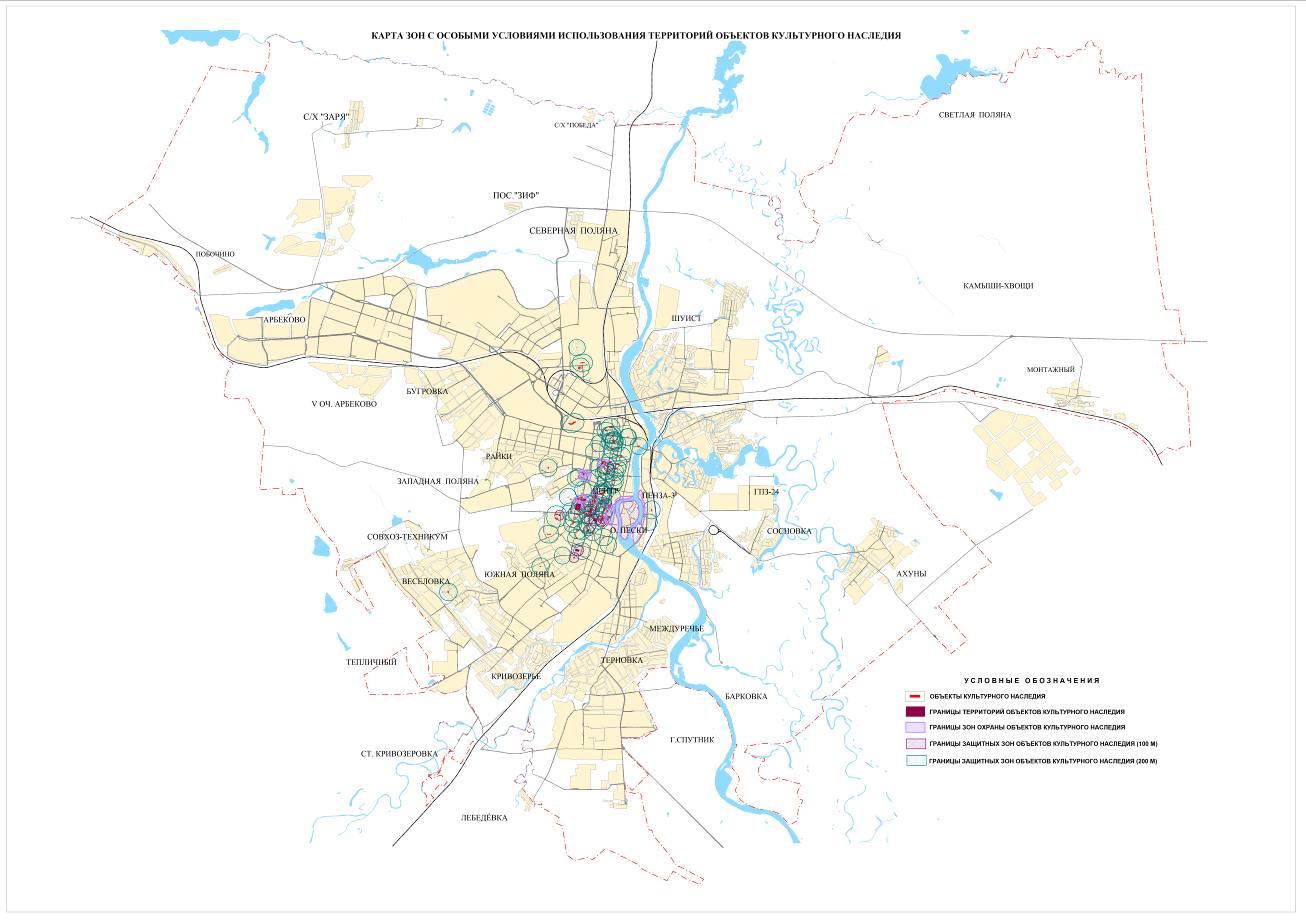 КАРТА ЗОН С ОСОБЫМИ УСЛОВИЯМИ ИСПОЛЬЗОВАНИЯ ТЕРРИТОРИЙ ОБЪЕКТОВ КУЛЬТУРНОГО НАСЛЕДИЯ
С/Х "ЗАРЯ"
С/Х "ПОБЕДА"
СВЕТЛАЯ ПОЛЯНА
ПОС."ЗИФ"
СЕВЕРНАЯ ПОЛЯНА
ПОБОЧИНО
КАМЫШИ-ХВОЩИ
АРБЕКОВО
ШУИСТ
МОНТАЖНЫЙ
БУГРОВКА
V ОЧ. АРБЕКОВО
РАЙКИ
ЗАПАДНАЯ ПОЛЯНА
ЦЕНТР
ПЕНЗА-3
ГПЗ-24
О. ПЕСКИ
СОСНОВКА
СОВХОЗ-ТЕХНИКУМ
ЮЖНАЯ ПОЛЯНА
АХУНЫ
ВЕСЕЛОВКА
МЕЖДУРЕЧЬЕ
ТЕПЛИЧНЫЙ
ТЕРНОВКА
КРИВОЗЕРЬЕ
БАРКОВКА
Г.СПУТНИК
СТ. КРИВОЗЕРОВКА
ЛЕБЕДЁВКА
УСЛОВНЫЕ ОБОЗНАЧЕНИЯ
ОБЪЕКТЫ КУЛЬТУРНОГО НАСЛЕДИЯ
ГРАНИЦЫ ТЕРРИТОРИЙ ОБЪЕКТОВ КУЛЬТУРНОГО НАСЛЕДИЯ
ГРАНИЦЫ ЗОН ОХРАНЫ ОБЪЕКТОВ КУЛЬТУРНОГО НАСЛЕДИЯ
ГРАНИЦЫ ЗАЩИТНЫХ ЗОН ОБЪЕКТОВ КУЛЬТУРНОГО НАСЛЕДИЯ (100 М)
ГРАНИЦЫ ЗАЩИТНЫХ ЗОН ОБЪЕКТОВ КУЛЬТУРНОГО НАСЛЕДИЯ (200 М)